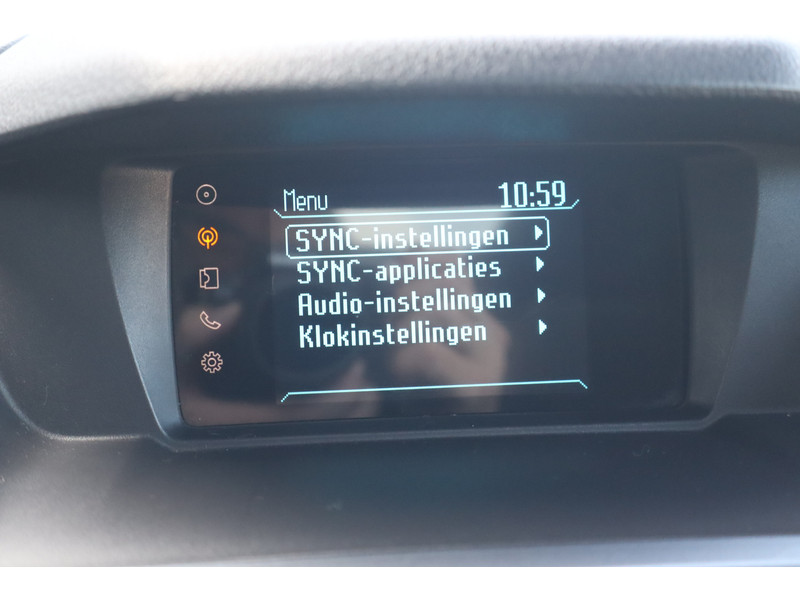 Menu 10:59
SYNC-instellingen
SYNC-applicaties
Audio-instellingen
Klokinstellingen